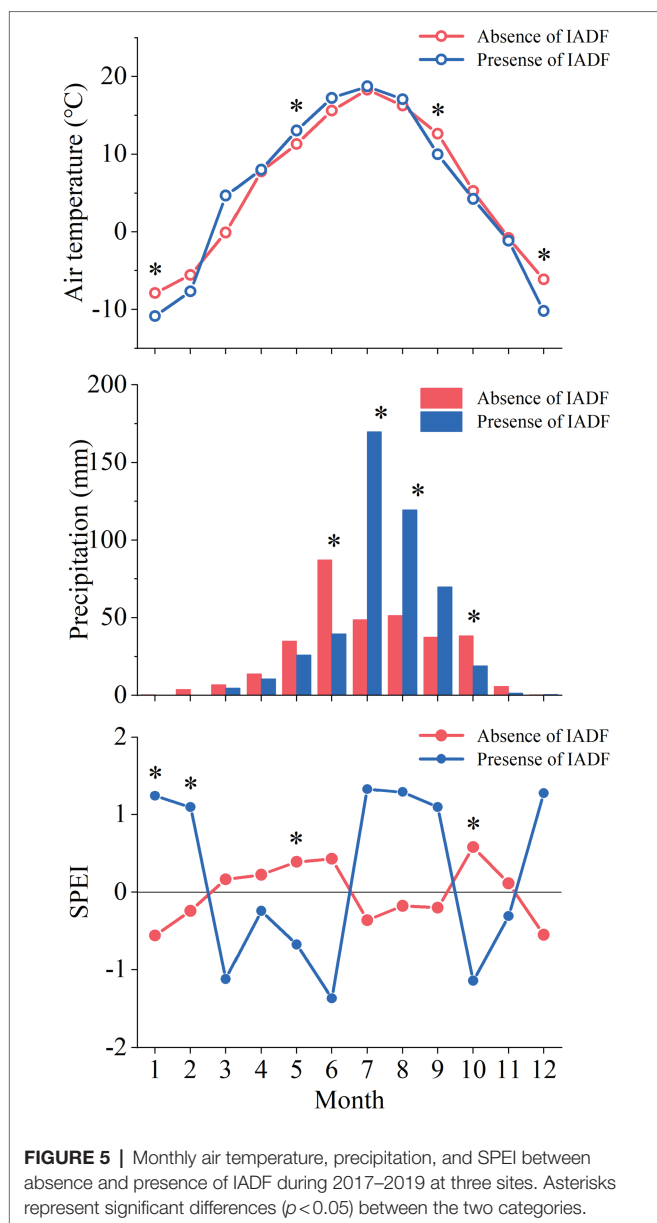 Absence of IADF
Presense of IADF
Air temperature (°C)
20
10
0
-10
*
*
*
*
Absence of IADF
Presense of IADF
Precipitation (mm)
200
150
100
50
0
*
*
*
*
Absence of IADF
Presense of IADF
SPEI
2
1
0
-1
-2
*
*
*
*
1 2 3 4 5 6 7 8 9 10 11 12
Month
FIGURE 5 | Monthly air temperature, precipitation, and SPEI between
absence and presence of IADF during 2017–2019 at three sites. Asterisks
represent significant differences (p<0.05) between the two categories.